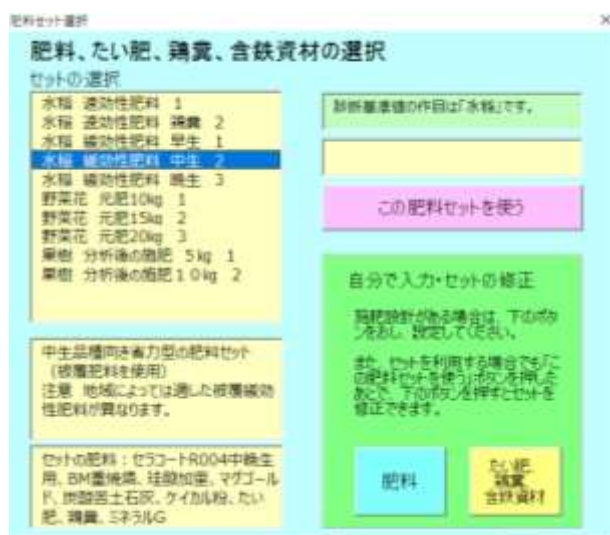 肥料セット選択
肥料、たい肥、鶏糞、含鉄資材の選択
セットの選択
水稲 速効性肥料 1
水稲 速効性肥料 鶏糞 2
水稲 緩効性肥料 早生 1
水稲 緩効性肥料 中生 2
水稲 緩効性肥料 晩生 3
野菜花 元肥10kg 1
野菜花 元肥15kg 2
野菜花 元肥20kg 3
果樹 分析後の施肥 5kg 1
果樹 分析後の施肥10kg 2
中生品種向き省力型の肥料セット
(被覆肥料を使用)
注意 地域によっては適した被覆緩効
性肥料が異なります。
セットの肥料:セラコートR004中晩生
用、BM重焼燐、珪酸加里、マグゴール
ド、炭酸苦土石灰、ケイカル粉、たい
肥、鶏糞、ミネラルG
診断基準値の作目は「水稲」です。
この肥料セットを使う
自分で入力・セットの修正
施肥設計がある場合は、下のボタ
ンをおし、設定してください。
また、セットを利用する場合でも「こ
の肥料セットを使う」ボタンを押した
あとで、下のボタンを押すとセットを
修正できます。
肥料
たい肥
鶏糞
含鉄資材